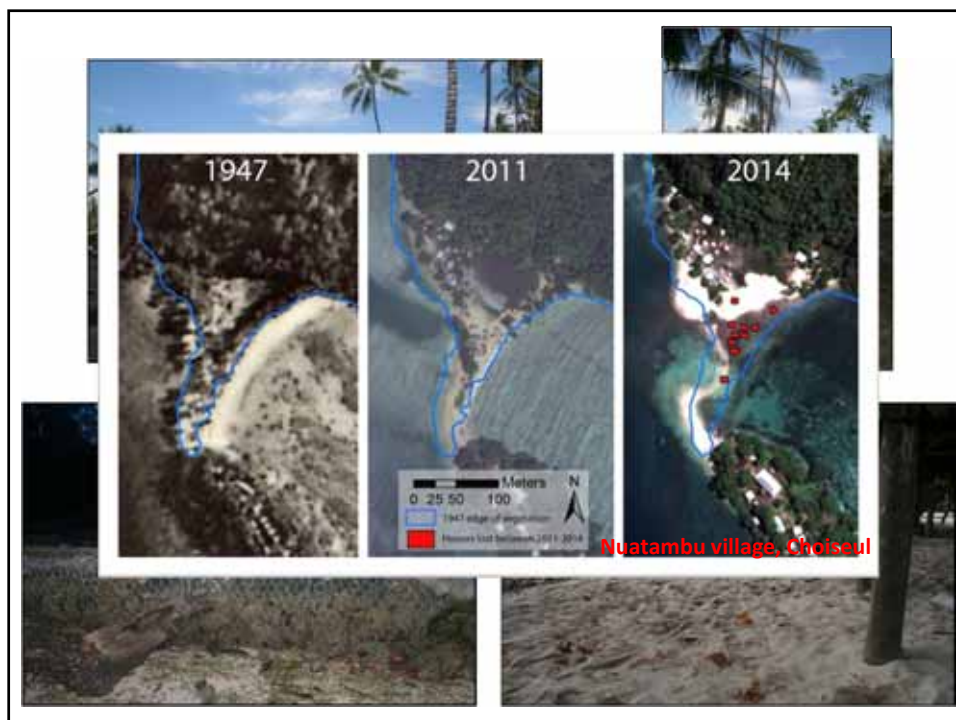 1947
2011
2014
Meters
N
0 25 50 100
1947 edge of vegetation
Houses lost between 2011-2014
Nuatambu village, Choiseul